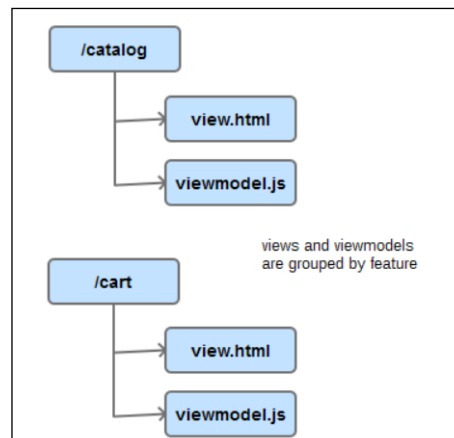 /catalog
view.html
viewmodel.js
views and viewmodels
are grouped by feature
/cart
view.html
viewmodel.js